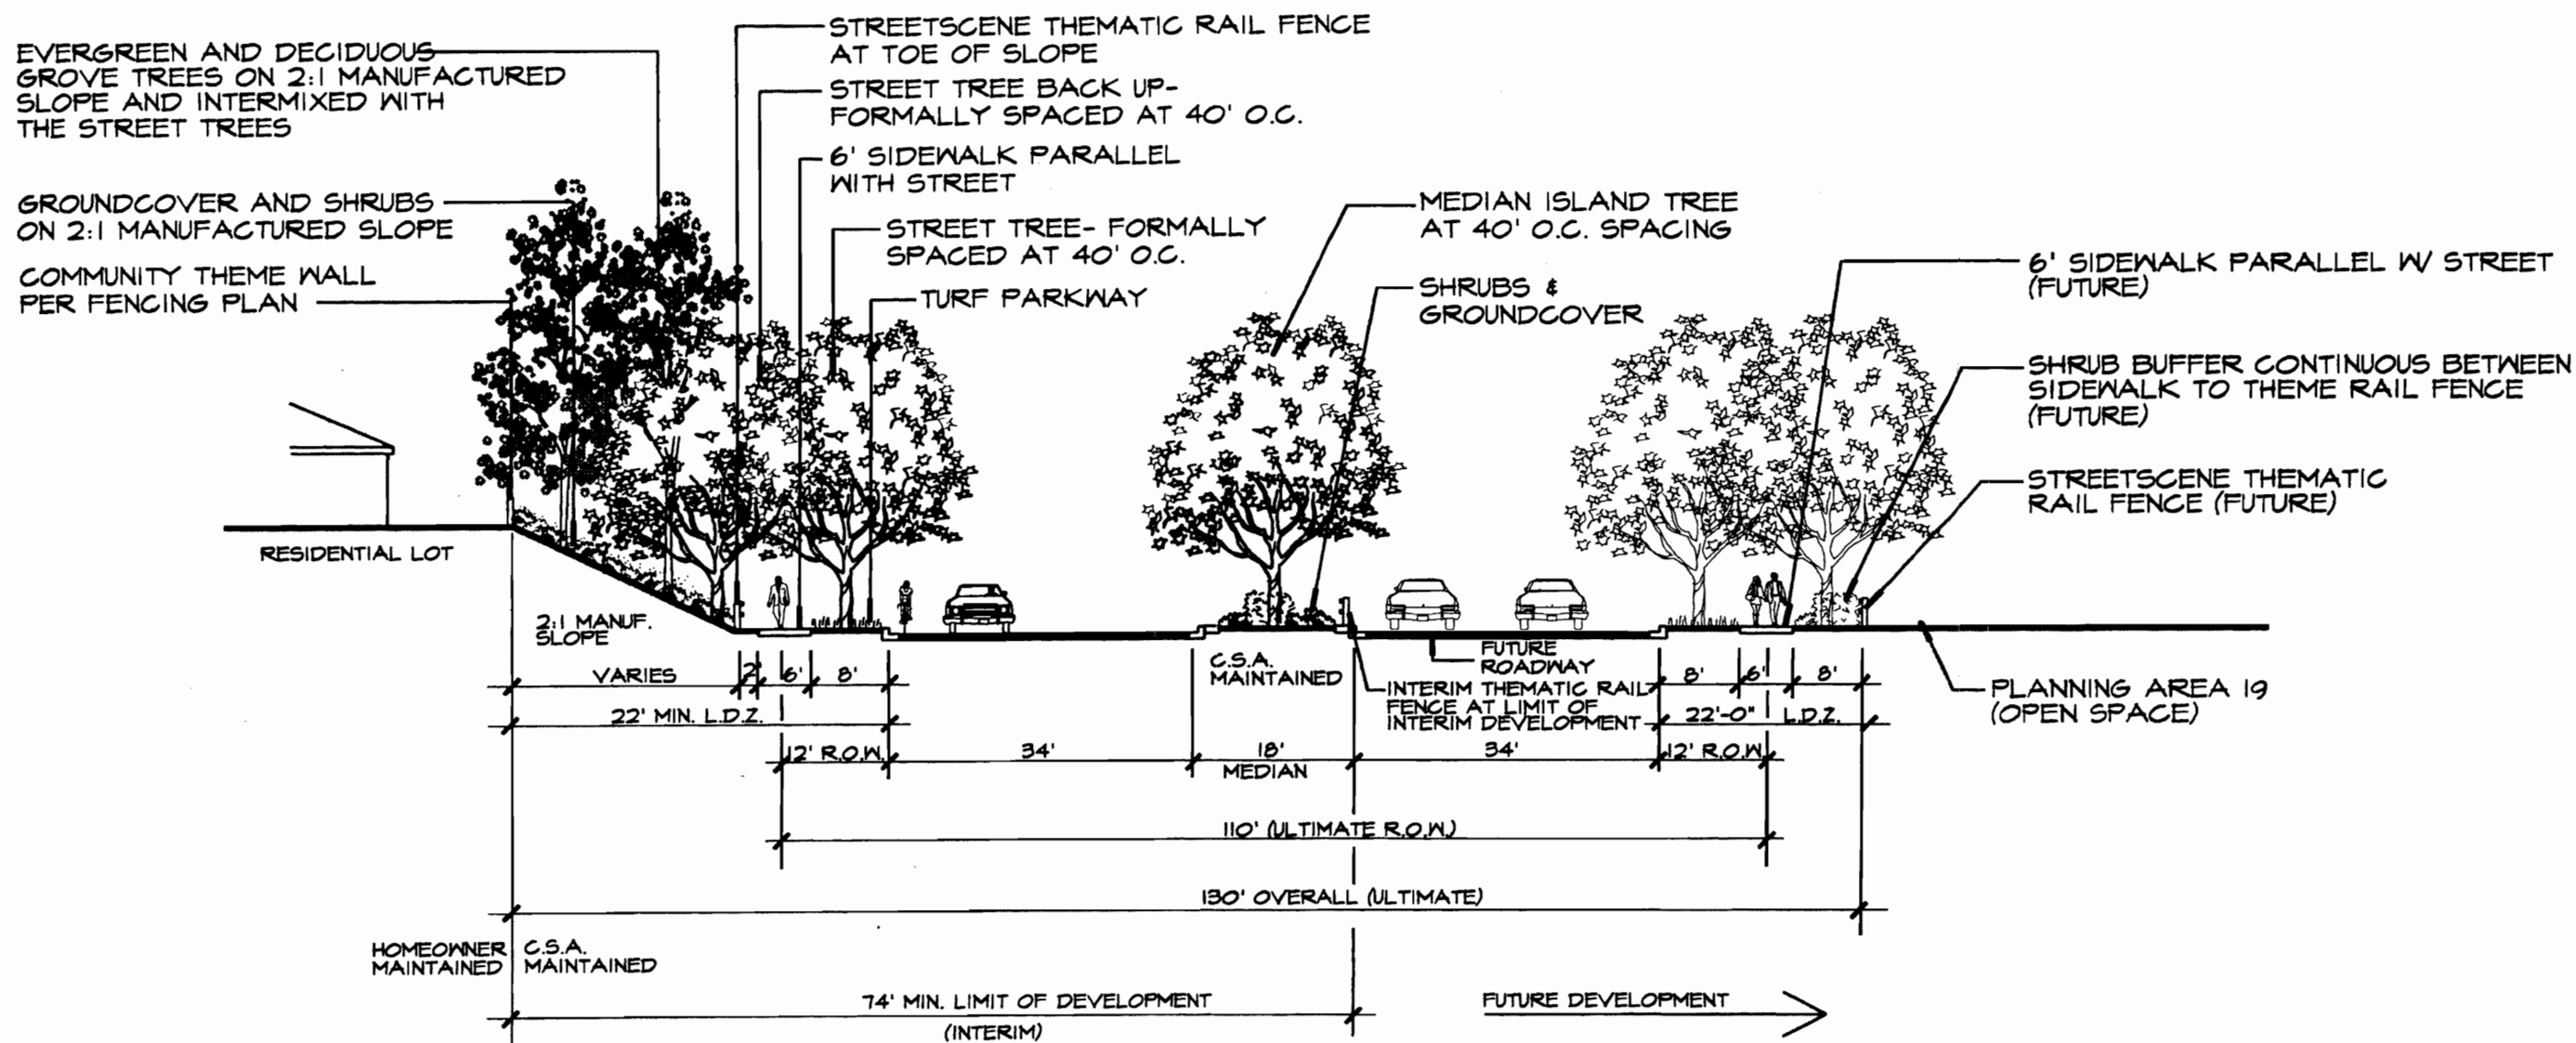 EVERGREEN AND DECIDUOUS
GROVE TREES ON 2:1 MANUFACTURED
SLOPE AND INTERMIXED WITH
THE STREET TREES
GROUNDCOVER AND SHRUBS
ON 2:1 MANUFACTURED SLOPE
COMMUNITY THEME WALL
PER FENCING PLAN
STREETSCENE THEMATIC RAIL FENCE
AT TOE OF SLOPE
STREET TREE BACK UP-
FORMALLY SPACED AT 40' O.C.
6' SIDEWALK PARALLEL
WITH STREET
STREET TREE- FORMALLY
SPACED AT 40' O.C.
TURF PARKWAY
MEDIAN ISLAND TREE
AT 40' O.C. SPACING
SHRUBS &
GROUNDCOVER
6' SIDEWALK PARALLEL W/ STREET
(FUTURE)
SHRUB BUFFER CONTINUOUS BETWEEN
SIDEWALK TO THEME RAIL FENCE
(FUTURE)
STREETSCENE THEMATIC
RAIL FENCE (FUTURE)
PLANNING AREA 19
(OPEN SPACE)
RESIDENTIAL LOT
2:1 MANUF.
SLOPE
VARIES
2'
6'
8'
C.S.A.
MAINTAINED
FUTURE
ROADWAY
INTERIM THEMATIC RAIL
FENCE AT LIMIT OF
INTERIM DEVELOPMENT
8'
6'
8'
22' MIN. L.D.Z.
22'-0" L.D.Z.
12' R.O.W.
34'
18'
MEDIAN
34'
12' R.O.W.
110' (ULTIMATE R.O.W.)
130' OVERALL (ULTIMATE)
HOMEOWNER
MAINTAINED
C.S.A.
MAINTAINED
74' MIN. LIMIT OF DEVELOPMENT
(INTERIM)
FUTURE DEVELOPMENT